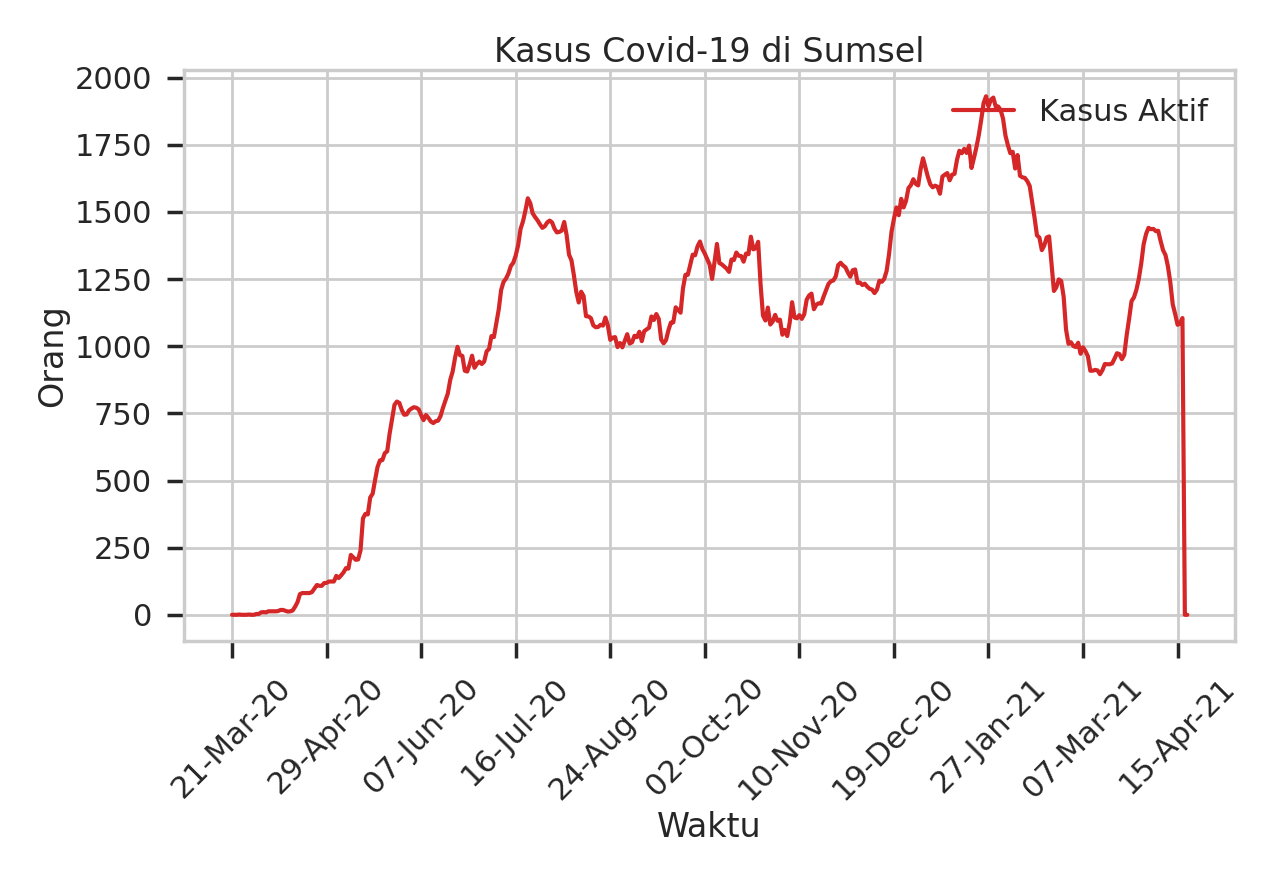 Kasus Covid-19 di Sumsel
Kasus Aktif
2000
1750
1500
1250
1000
750
500
250
0
Orang
21-Mar-20
29-Apr-20
07-Jun-20
16-Jul-20
24-Aug-20
02-Oct-20
10-Nov-20
19-Dec-20
27-Jan-21
07-Mar-21
15-Apr-21
Waktu